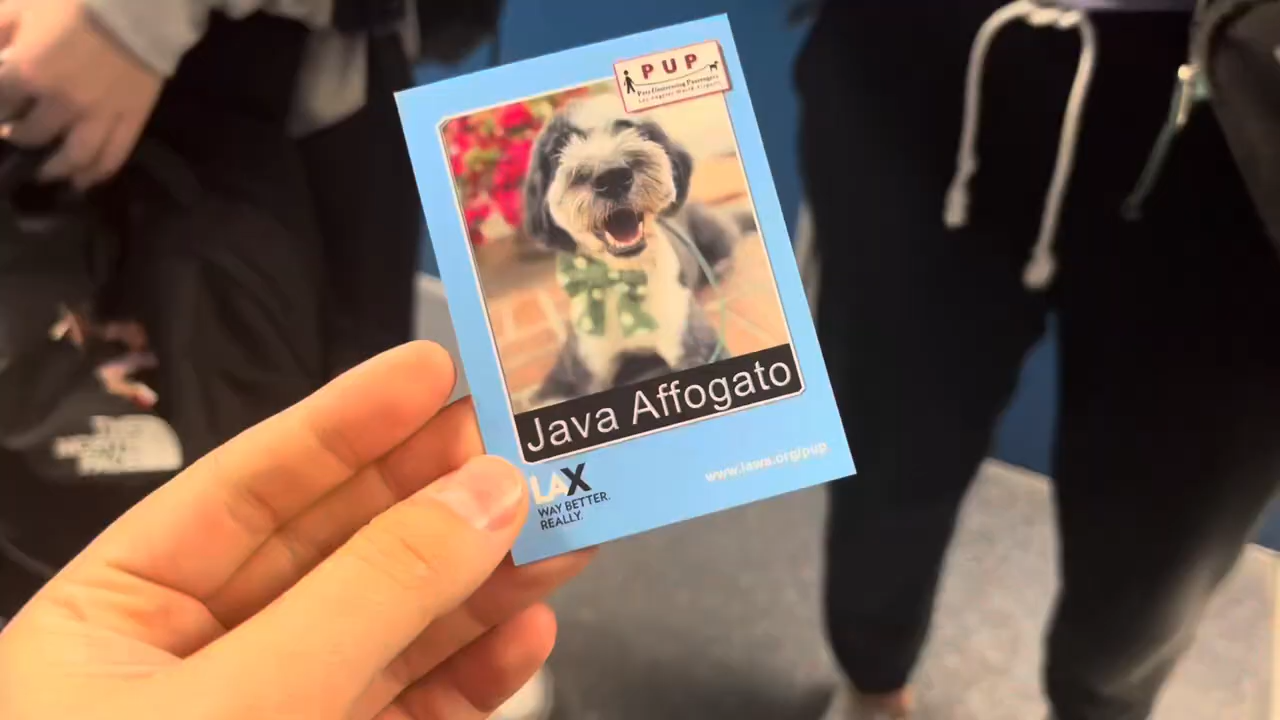 PUP
Pets Unstressing Passengers
Los Angeles World Airports
Java Affogato
LAX
WAY BETTER.
REALLY.
www.lawa.org/pup
THE
NORTH
FACE